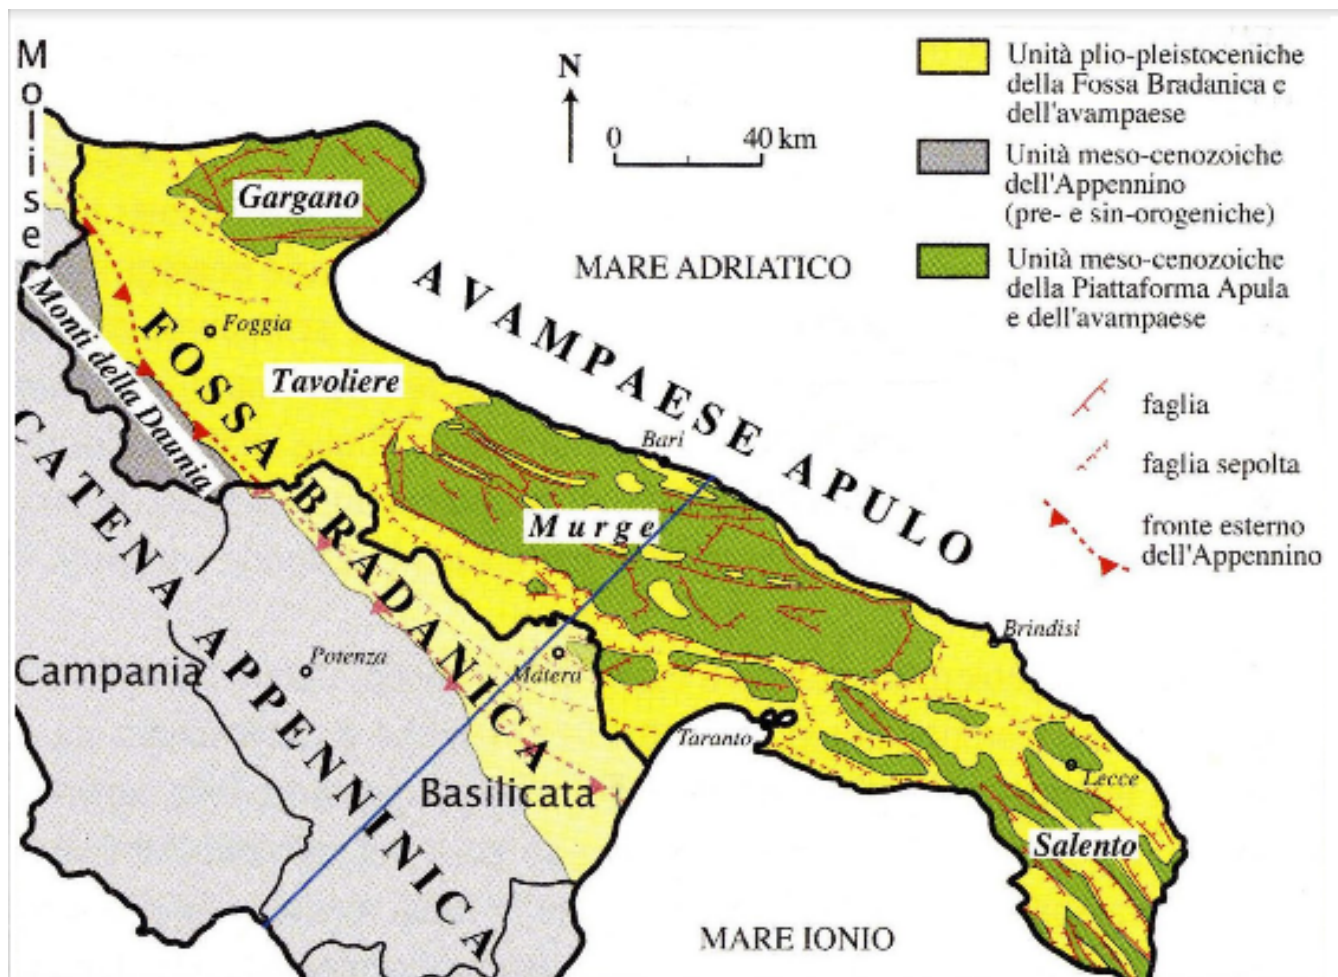 Molise
N
0 40 km
Unità plio-pleistoceniche
della Fossa Bradanica e
dell'avampaese
Unità meso-cenozoiche
dell'Appennino
(pre- e sin-orogeniche)
Unità meso-cenozoiche
della Piattaforma Apula
e dell'avampaese
faglia
faglia sepolta
fronte esterno
dell'Appennino
Gargano
MARE ADRIATICO
AVAMPAESE APULO
Monti della Daunia
FOSSA BRADANICA
Foggia
Tavoliere
Bari
Murge
CATENA APPENNINICA
Brindisi
Potenza
Matera
Campania
Taranto
Basilicata
Lecce
Salento
MARE IONIO